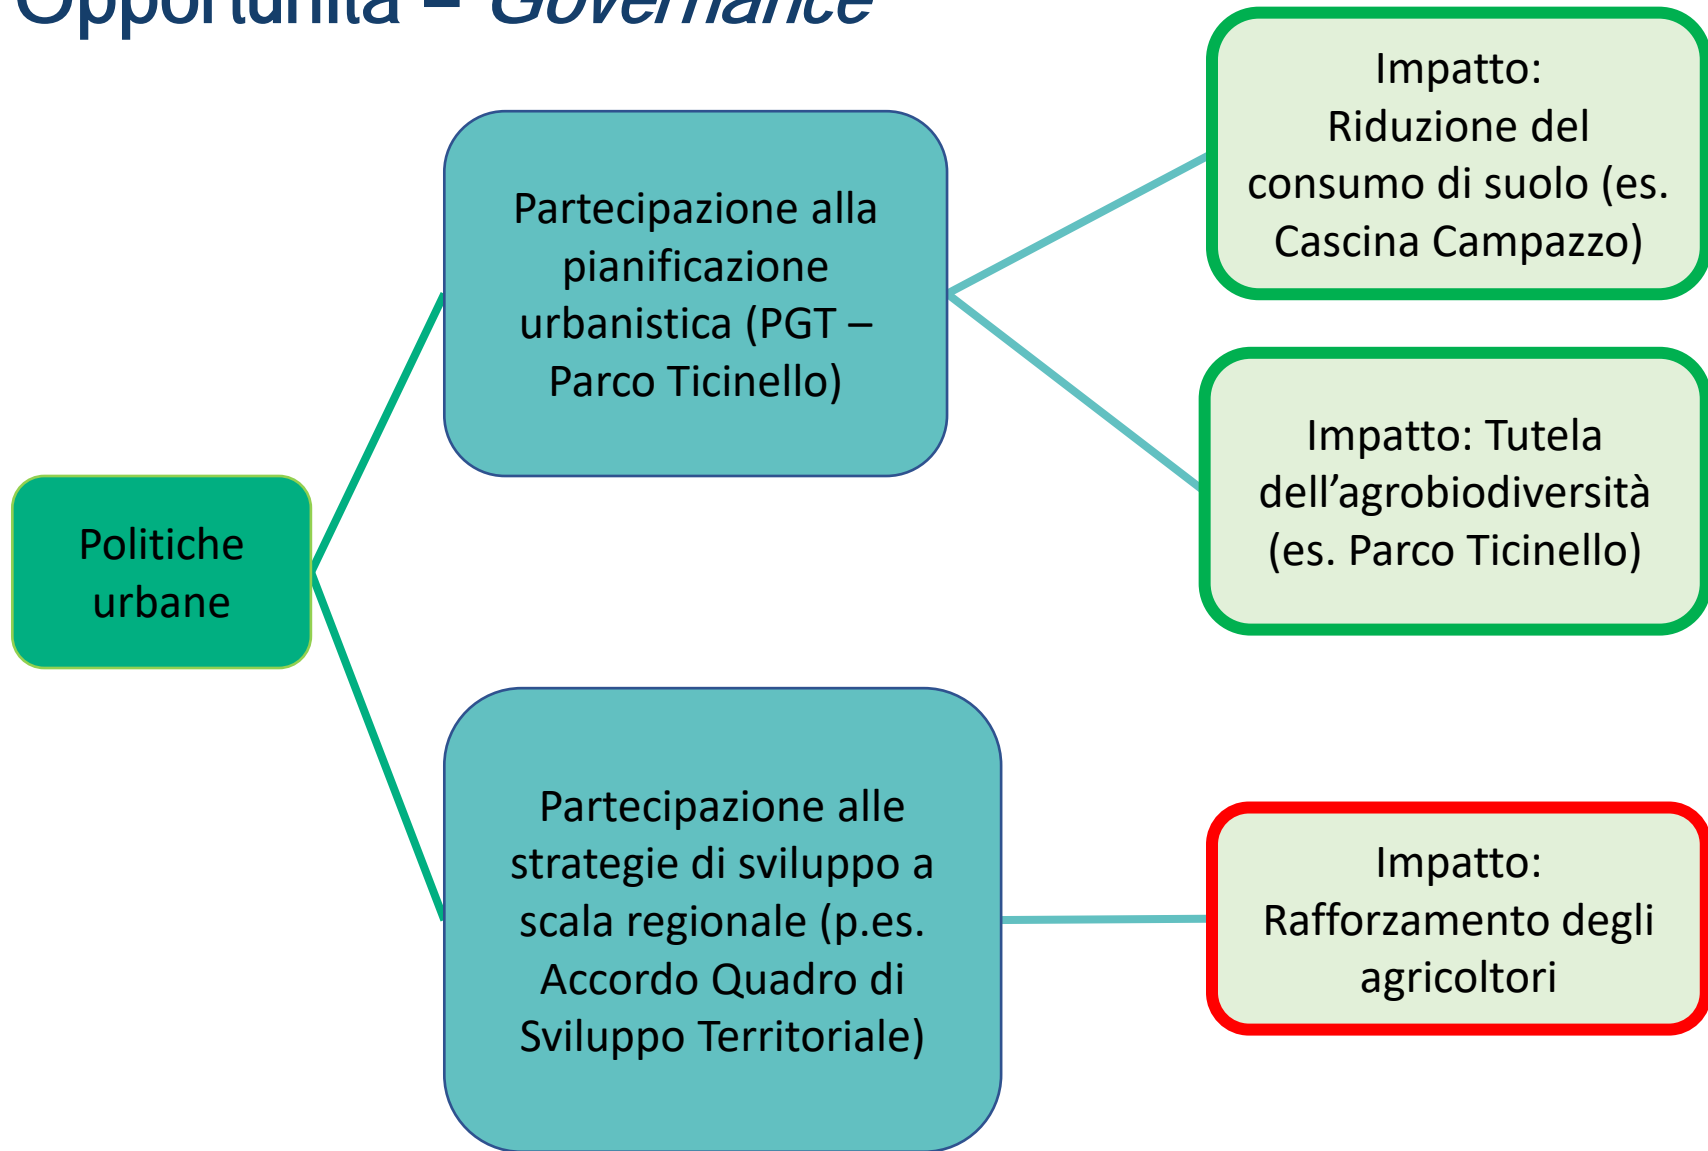 Opportunità – Governance
Impatto:
Riduzione del
consumo di suolo (es.
Cascina Campazzo)
Partecipazione alla
pianificazione
urbanistica (PGT –
Parco Ticinello)
Impatto: Tutela
dell’agrobiodiversità
(es. Parco Ticinello)
Politiche
urbane
Partecipazione alle
strategie di sviluppo a
scala regionale (p.es.
Accordo Quadro di
Sviluppo Territoriale)
Impatto:
Rafforzamento degli
agricoltori